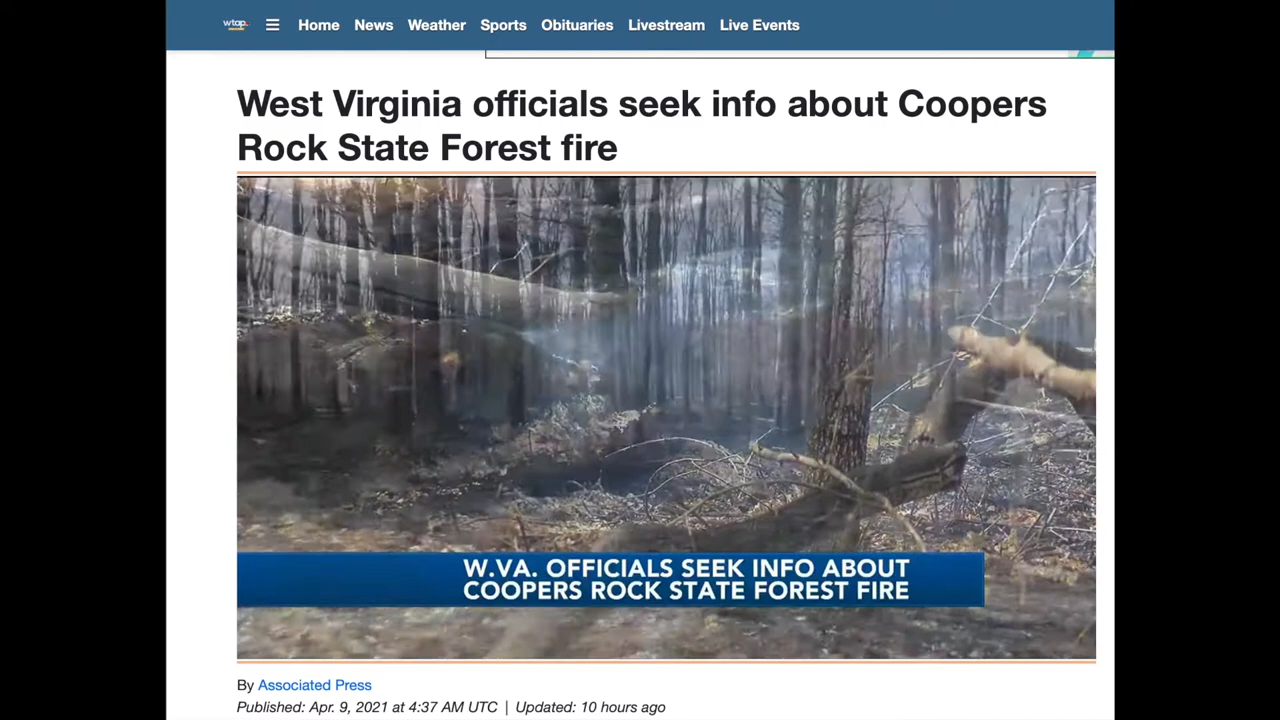 wtap
Home News Weather Sports Obituaries Livestream Live Events
West Virginia officials seek info about Coopers
Rock State Forest fire
W.VA. OFFICIALS SEEK INFO ABOUT
COOPERS ROCK STATE FOREST FIRE
By Associated Press
Published: Apr. 9, 2021 at 4:37 AM UTC | Updated: 10 hours ago